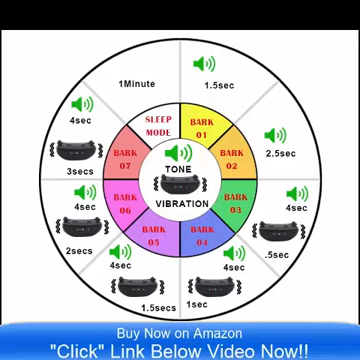 1Minute
1.5sec
4sec
SLEEP
MODE
BARK
01
2.5sec
3secs
BARK
07
BARK
02
TONE
4sec
BARK
06
VIBRATION
BARK
03
4sec
2secs
BARK
05
BARK
04
.5sec
4sec
4sec
1.5secs
1sec
Buy Now on Amazon
"Click" Link Below Video Now!!